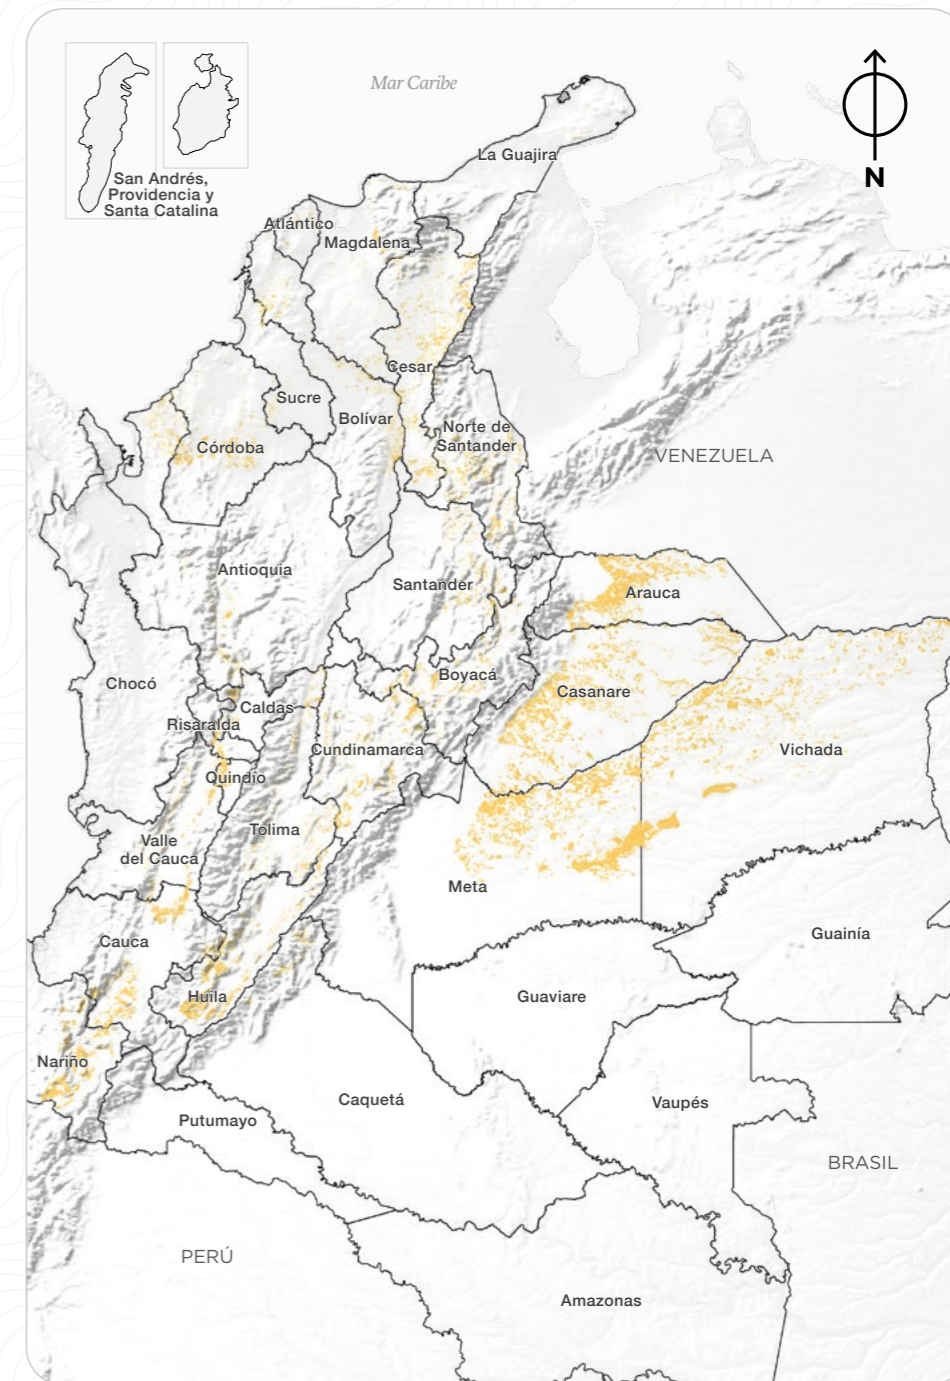 Mar Caribe
N
La Guajira
San Andrés,
Providencia y
Santa Catalina
Atlántico
Magdalena
Cesar
Sucre
Bolívar
Norte de
Santander
Córdoba
VENEZUELA
Antioquia
Santander
Arauca
Boyacá
Chocó
Casanare
Caldas
Risaralda
Cundinamarca
Vichada
Quindío
Tolima
Valle
del Cauca
Meta
Guainía
Cauca
Huila
Guaviare
Nariño
Caquetá
Vaupés
Putumayo
BRASIL
PERÚ
Amazonas